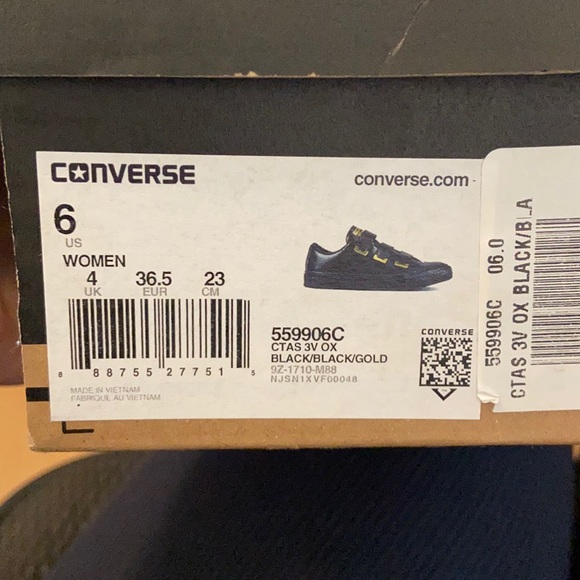 CONVERSE
converse.com
6
US
WOMEN
4 36.5 23
UK EUR CM
8 88755 27751 5
MADE IN VIETNAM
FABRIQUE AU VIETNAM
559906C
CTAS 3V OX
BLACK/BLACK/GOLD
9Z-1710-M88
NJSN1XVF00048
CONVERSE
559906C 06.0
CTAS 3V OX BLACK/BLA